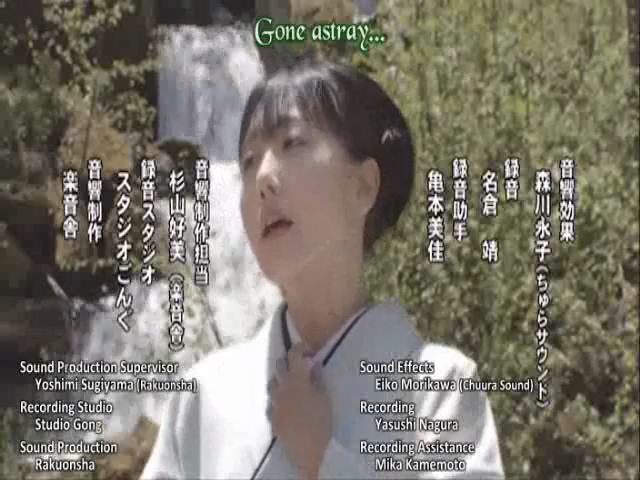 Gone astray...
音響効果
森川永子(ちゅらサウンド)
録音
名倉 靖
録音助手
亀本美佳
音響制作担当
杉山好美(楽音舎)
録音スタジオ
スタジオごんぐ
音響制作
楽音舎
Sound Production Supervisor
Yoshimi Sugiyama (Rakuonsha)
Recording Studio
Studio Gong
Sound Production
Rakuonsha
Sound Effects
Eiko Morikawa (Chuura Sound)
Recording
Yasushi Nagura
Recording Assistance
Mika Kamemoto